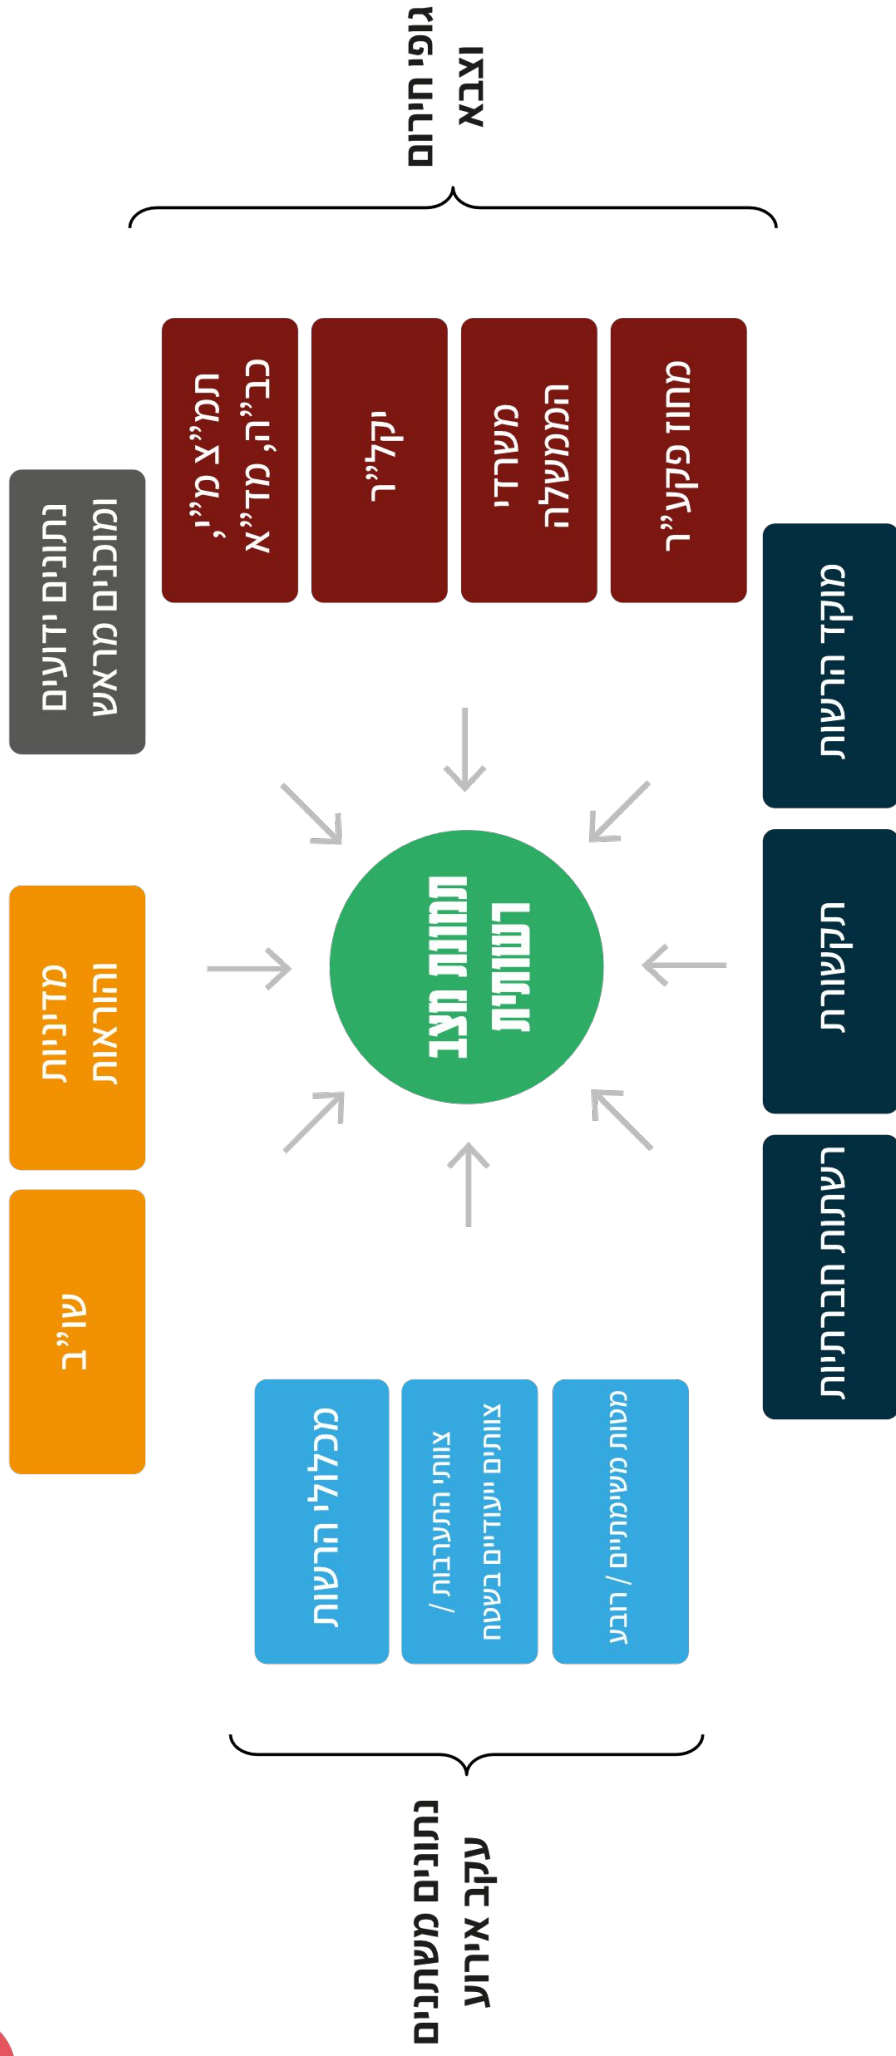 נתונים ידועים
ומוכנים מראש
מדיניות
והוראות
שו”ב
גופי חירום
וצבא
תמ”צ מ”י,
כב”ה, מד”א
יקל”ר
משרדי
הממשלה
מחוז פקע”ר
תמונת מצב
רשותית
מכלולי הרשות
צוותי התערבות /
צוותים ייעודיים בשטח
מטות משימתיים / רובע
נתונים משתנים
עקב אירוע
מוקד הרשות
תקשורת
רשתות חברתיות